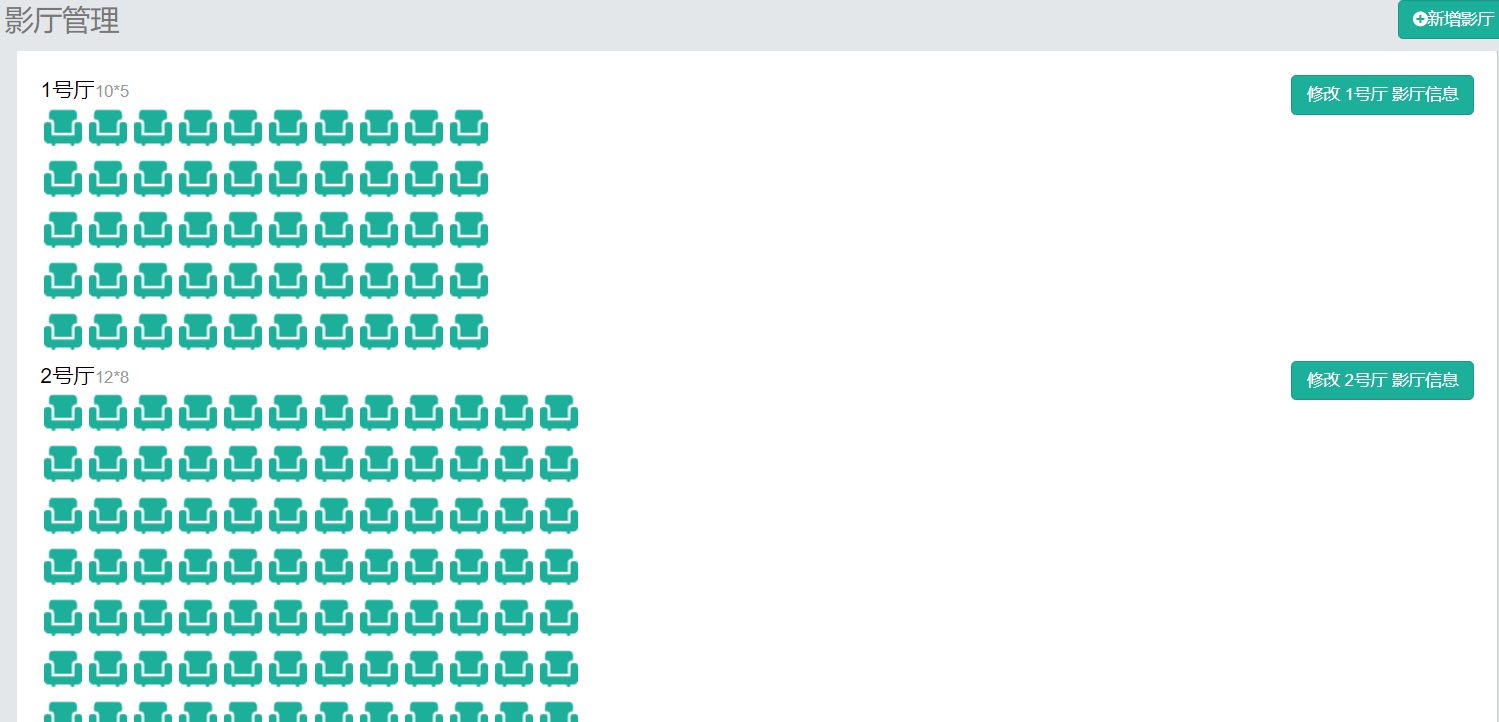 影厅管理
新增影厅
1号厅10*5
修改 1号厅 影厅信息
2号厅12*8
修改 2号厅 影厅信息